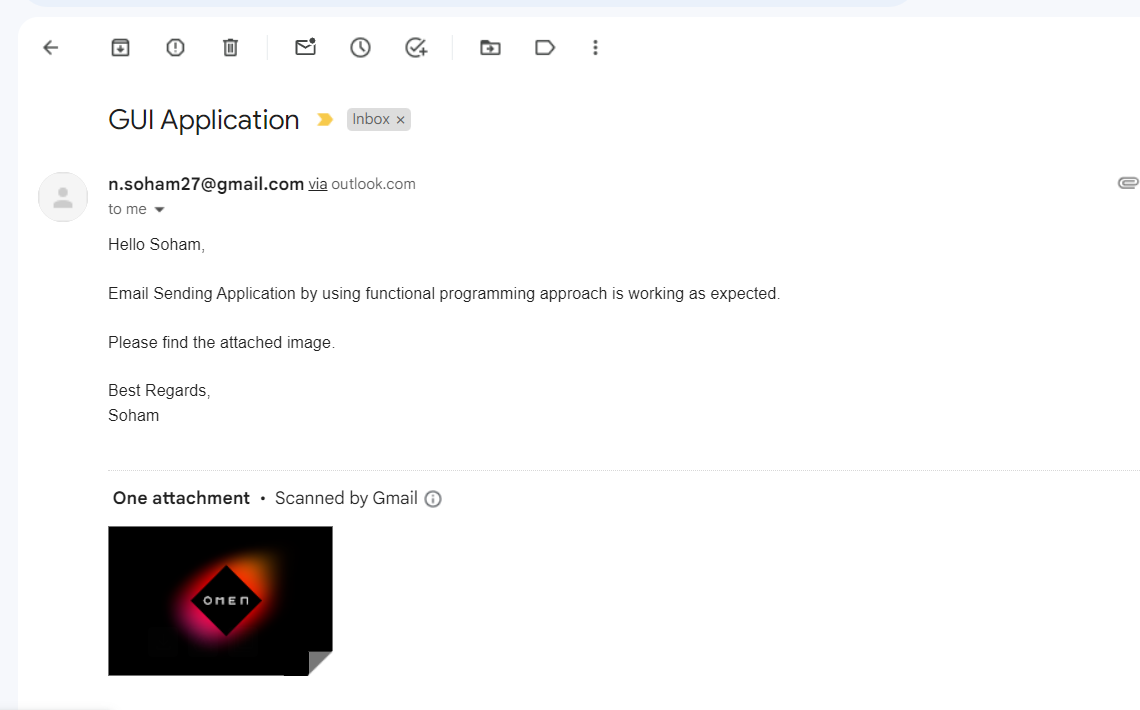 GUI Application
Inbox ×
n.soham27@gmail.com via outlook.com
to me
Hello Soham,
Email Sending Application by using functional programming approach is working as expected.
Please find the attached image.
Best Regards,
Soham
One attachment • Scanned by Gmail
OMEN